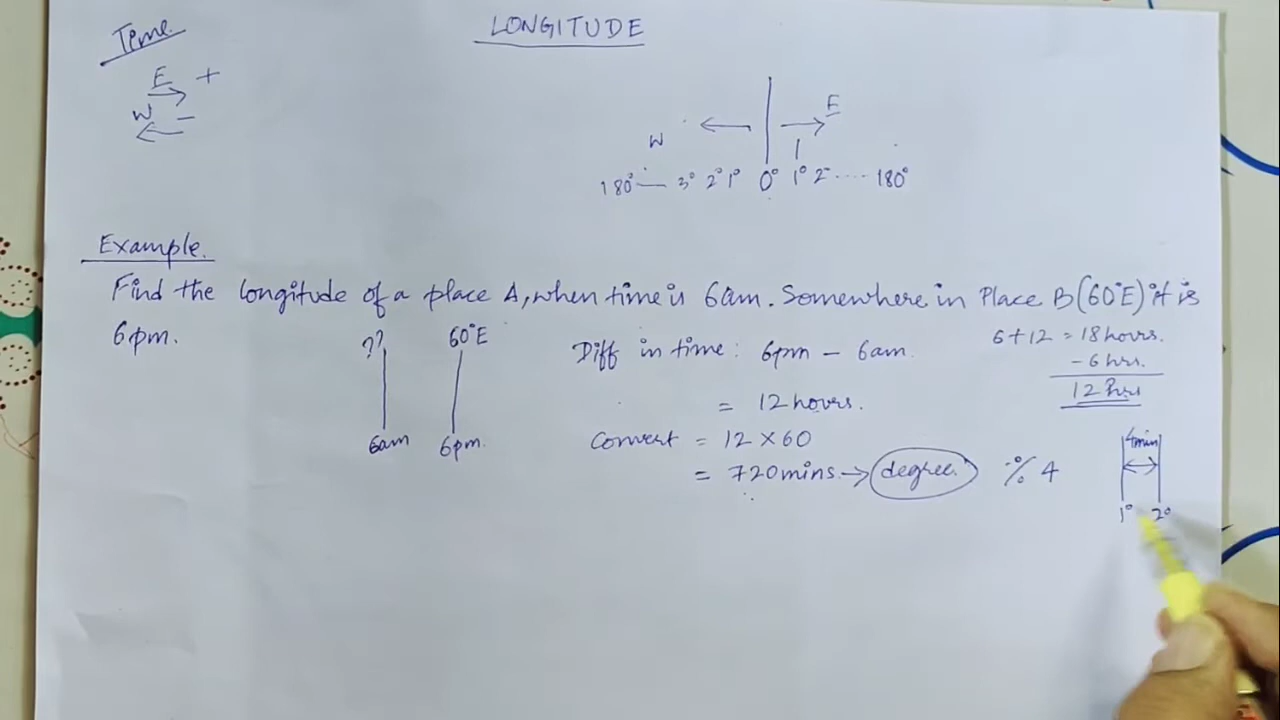 Time.
LONGITUDE
E +
W -
E
W
180° — 3° 2° 1° 0° 1° 2° ···· 180°
Example.
Find the longitude of a place A, when time is 6am. Somewhere in Place B (60°E) it is
6pm.
?? 60°E
6am 6pm.
Diff in time: 6pm - 6am.
= 12 hours.
Convert = 12 × 60
= 720mins. → degree. % 4
6 + 12 = 18 hours.
- 6 hrs.
12 hrs
4min
1° 2°